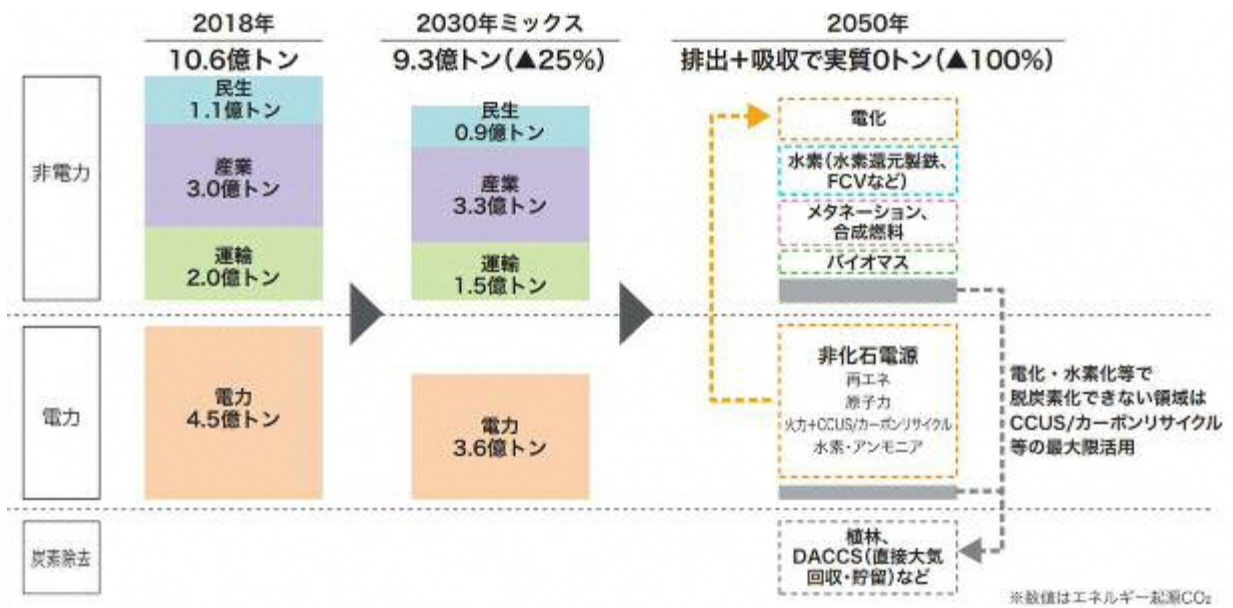 2018年
10.6億トン
2030年ミックス
9.3億トン(▲25%)
2050年
排出+吸収で実質0トン(▲100%)
非電力
民生
1.1億トン
産業
3.0億トン
運輸
2.0億トン
民生
0.9億トン
産業
3.3億トン
運輸
1.5億トン
電化
水素(水素還元製鉄、
FCVなど)
メタネーション、
合成燃料
バイオマス
電力
電力
4.5億トン
電力
3.6億トン
非化石電源
再エネ
原子力
火力+CCUS/カーボンリサイクル
水素・アンモニア
電化・水素化等で
脱炭素化できない領域は
CCUS/カーボンリサイクル
等の最大限活用
炭素除去
植林、
DACCS(直接大気
回収・貯留)など
※数値はエネルギー起源CO₂